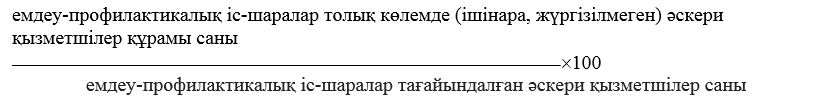 емдеу-профилактикалық іс-шаралар толық көлемде (ішінара, жүргізілмеген) әскери
қызметшілер құрамы саны
×100
емдеу-профилактикалық іс-шаралар тағайындалған әскери қызметшілер саны